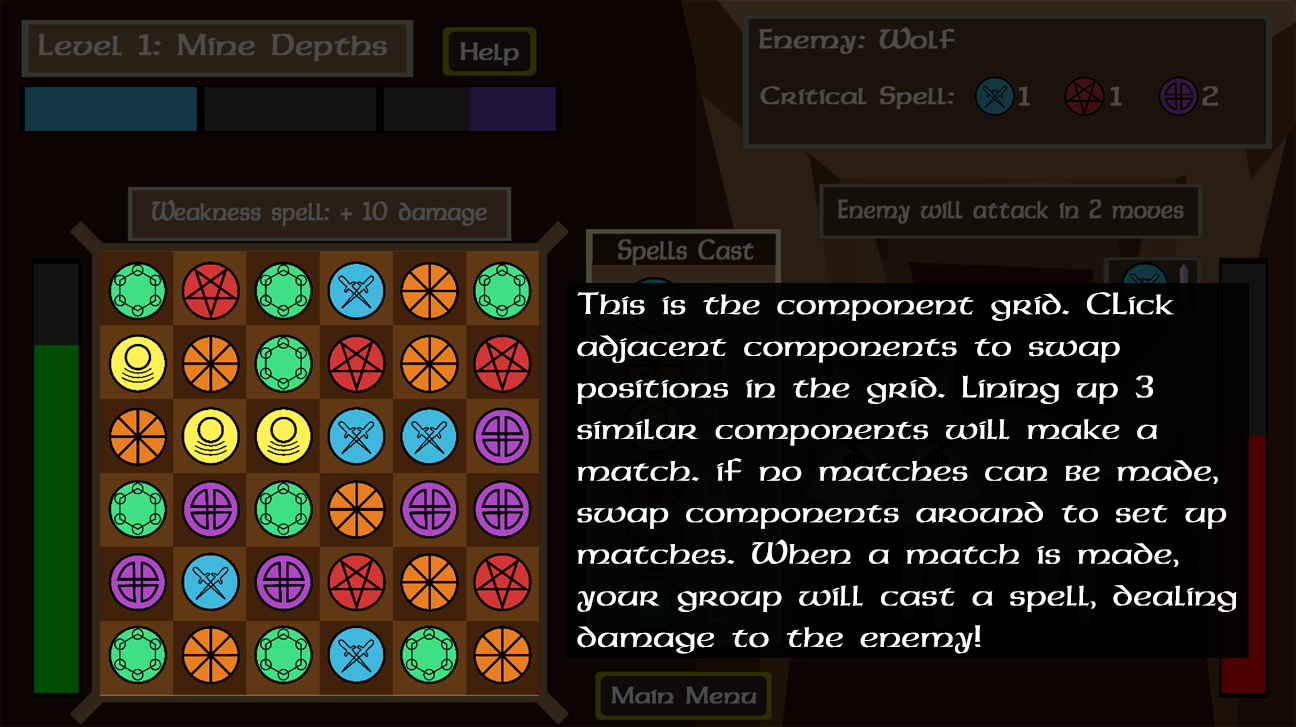 Level 1: Mine Depths
Help
Enemy: Wolf
Critical Spell: 1 1 2
Weakness spell: + 10 damage
Enemy will attack in 2 moves
Spells Cast
This is the component grid. CLick
adjacent components to swap
positions in the grid. Lining up 3
similar components will make a
match. if no matches can be made,
swap components around to set up
matches. When a match is made,
your group will cast a spell, dealing
damage to the enemy!
Main Menu